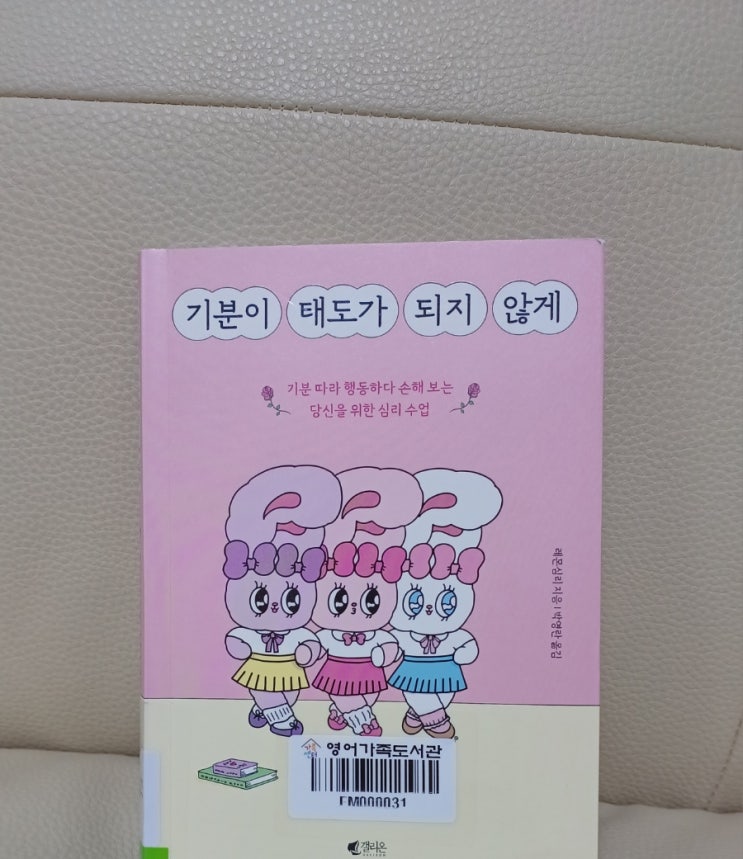 기분이 태도가 되지 않게
기분 따라 행동하다 손해 보는
당신을 위한 심리 수업
레몬심리 지음 | 박영란 옮김
영어가족도서관
EM000031
갤리온